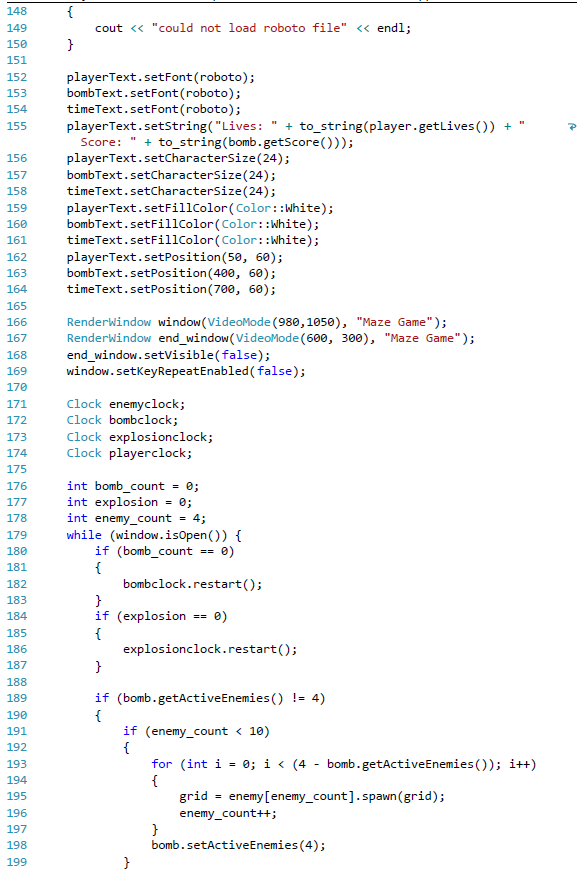 148 {
149 cout << "could not load roboto file" << endl;
150 }
151
152 playerText.setFont(roboto);
153 bombText.setFont(roboto);
154 timeText.setFont(roboto);
155 playerText.setString("Lives: " + to_string(player.getLives()) + "
Score: " + to_string(bomb.getScore()));
156 playerText.setCharacterSize(24);
157 bombText.setCharacterSize(24);
158 timeText.setCharacterSize(24);
159 playerText.setFillColor(Color::White);
160 bombText.setFillColor(Color::White);
161 timeText.setFillColor(Color::White);
162 playerText.setPosition(50, 60);
163 bombText.setPosition(400, 60);
164 timeText.setPosition(700, 60);
165
166 RenderWindow window(VideoMode(980,1050), "Maze Game");
167 RenderWindow end_window(VideoMode(600, 300), "Maze Game");
168 end_window.setVisible(false);
169 window.setKeyRepeatEnabled(false);
170
171 Clock enemyclock;
172 Clock bombclock;
173 Clock explosionclock;
174 Clock playerclock;
175
176 int bomb_count = 0;
177 int explosion = 0;
178 int enemy_count = 4;
179 while (window.isOpen()) {
180 if (bomb_count == 0)
181 {
182 bombclock.restart();
183 }
184 if (explosion == 0)
185 {
186 explosionclock.restart();
187 }
188
189 if (bomb.getActiveEnemies() != 4)
190 {
191 if (enemy_count < 10)
192 {
193 for (int i = 0; i < (4 - bomb.getActiveEnemies()); i++)
194 {
195 grid = enemy[enemy_count].spawn(grid);
196 enemy_count++;
197 }
198 bomb.setActiveEnemies(4);
199 }